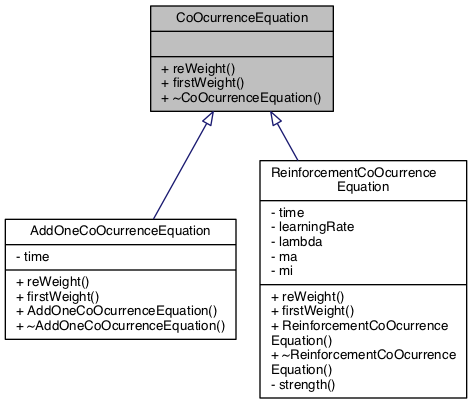 CoOcurrenceEquation
+ reWeight()
+ firstWeight()
+ ~CoOcurrenceEquation()
AddOneCoOcurrenceEquation
- time
+ reWeight()
+ firstWeight()
+ AddOneCoOcurrenceEquation()
+ ~AddOneCoOcurrenceEquation()
ReinforcementCoOcurrence
Equation
- time
- learningRate
- lambda
- ma
- mi
+ reWeight()
+ firstWeight()
+ ReinforcementCoOcurrence
Equation()
+ ~ReinforcementCoOcurrence
Equation()
- strength()